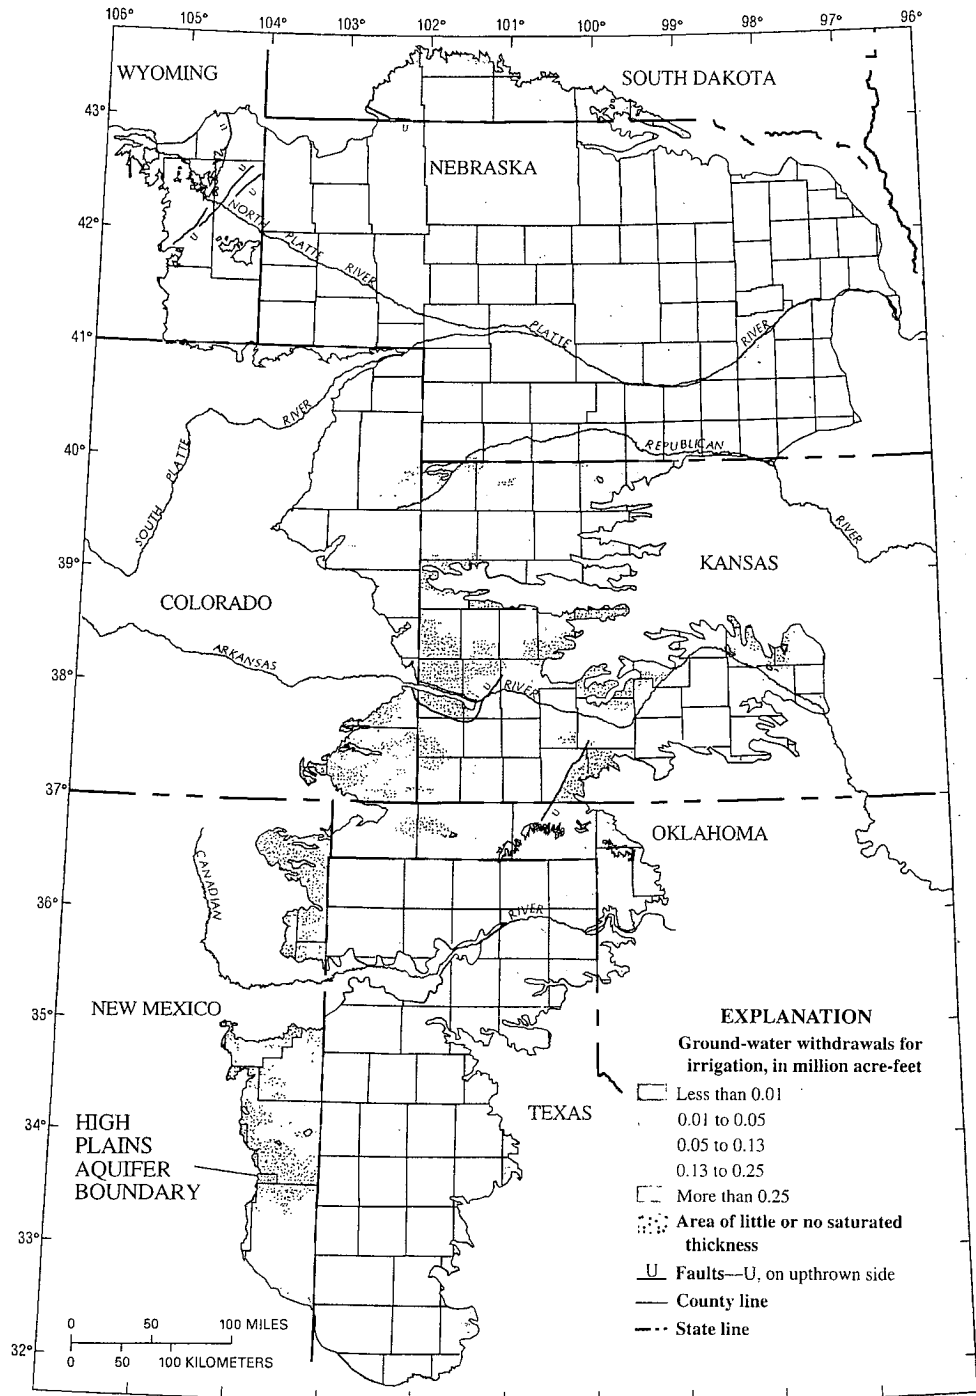 106° 105° 104° 103° 102° 101° 100° 99° 98° 97° 96°
WYOMING
SOUTH DAKOTA
43°
U
U
NEBRASKA
U
U
42°
NORTH PLATTE RIVER
U
41°
PLATTE RIVER
SOUTH PLATTE RIVER
40°
REPUBLICAN RIVER
39°
KANSAS
COLORADO
ARKANSAS RIVER
38°
U
37°
U
OKLAHOMA
CANADIAN RIVER
36°
NEW MEXICO
35°
EXPLANATION
Ground-water withdrawals for
irrigation, in million acre-feet
Less than 0.01
0.01 to 0.05
0.05 to 0.13
0.13 to 0.25
More than 0.25
Area of little or no saturated
thickness
U Faults—U, on upthrown side
County line
State line
TEXAS
34°
HIGH
PLAINS
AQUIFER
BOUNDARY
33°
0 50 100 MILES
0 50 100 KILOMETERS
32°